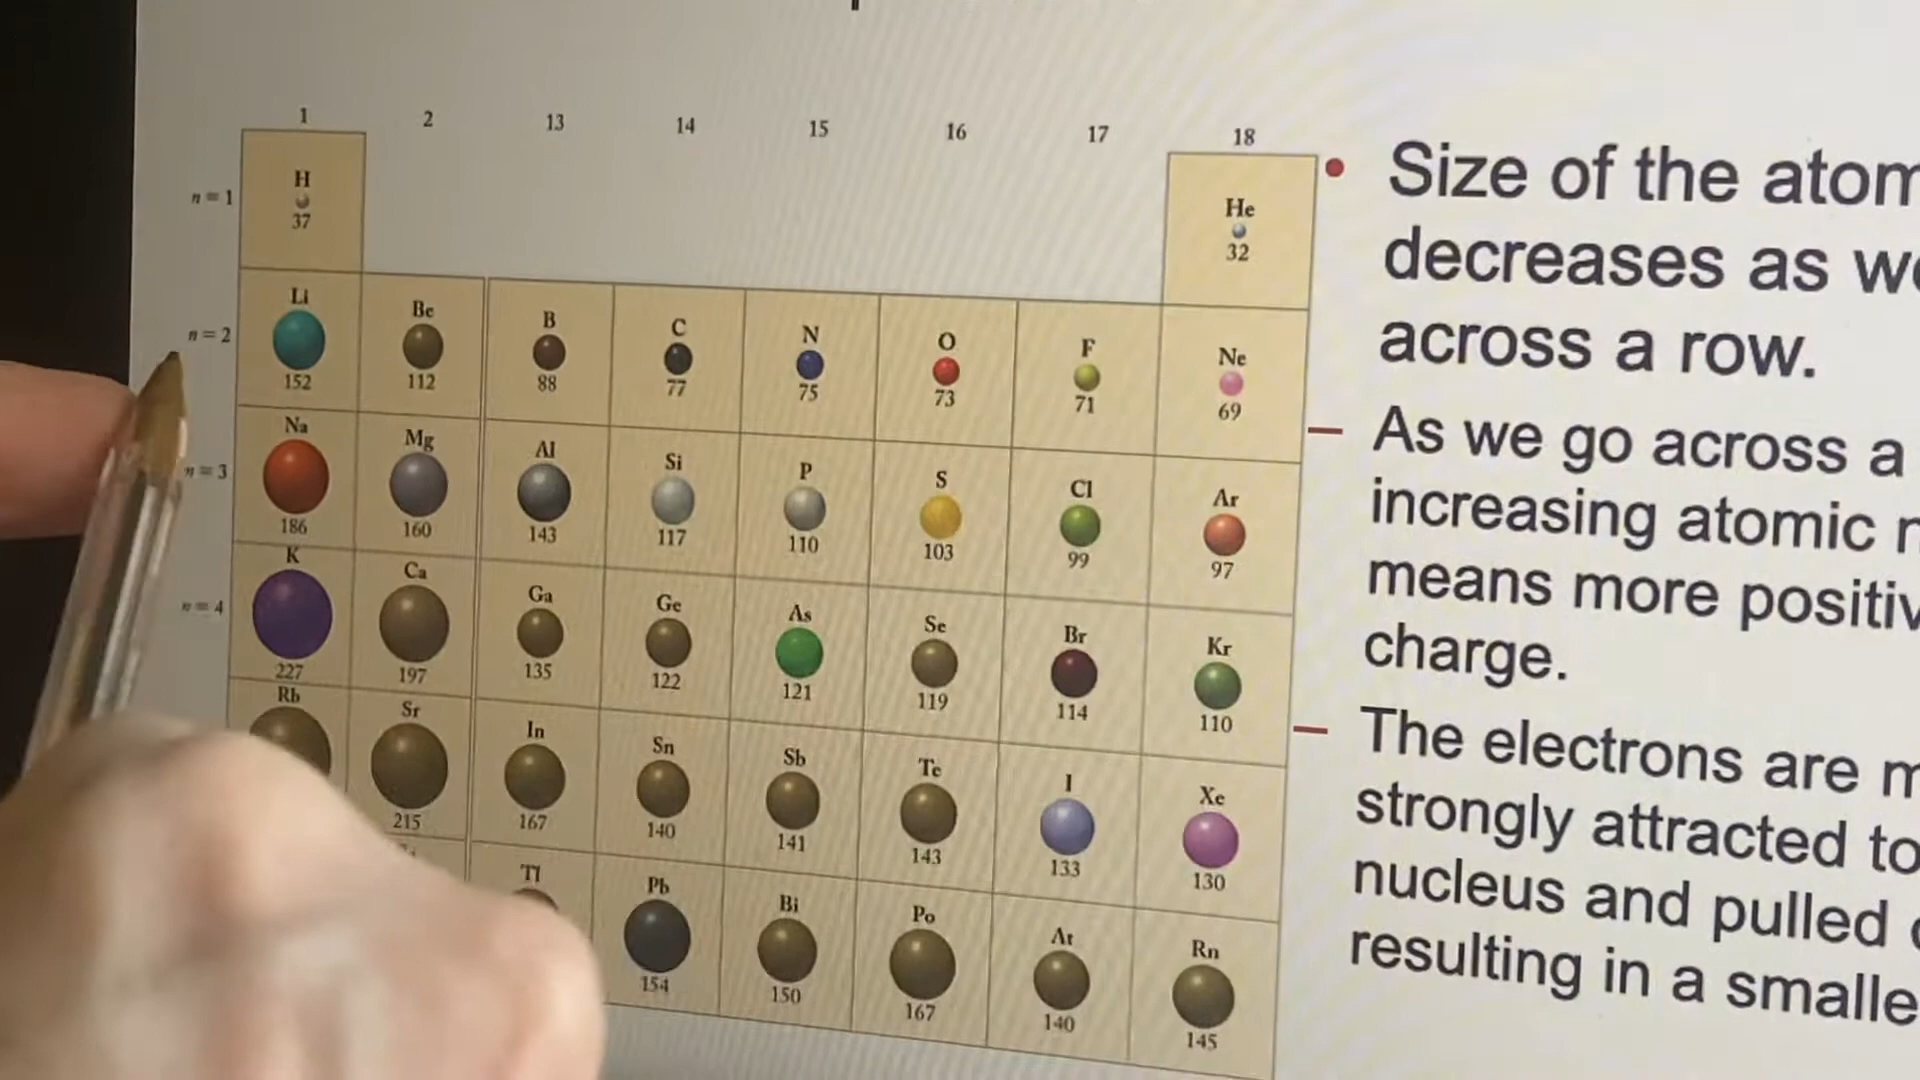 1 2 13 14 15 16 17 18
n = 1 H 37 He 32
n = 2 Li 152 Be 112 B 88 C 77 N 75 O 73 F 71 Ne 69
n = 3 Na 186 Mg 160 Al 143 Si 117 P 110 S 103 Cl 99 Ar 97
n = 4 K 227 Ca 197 Ga 135 Ge 122 As 121 Se 119 Br 114 Kr 110
Rb Sr 215 In 167 Sn 140 Sb 141 Te 143 I 133 Xe 130
Tl Pb 154 Bi 150 Po 167 At 140 Rn 145
• Size of the atom
decreases as we
across a row.
– As we go across a
increasing atomic
means more positiv
charge.
– The electrons are
strongly attracted to
nucleus and pulled
resulting in a smalle